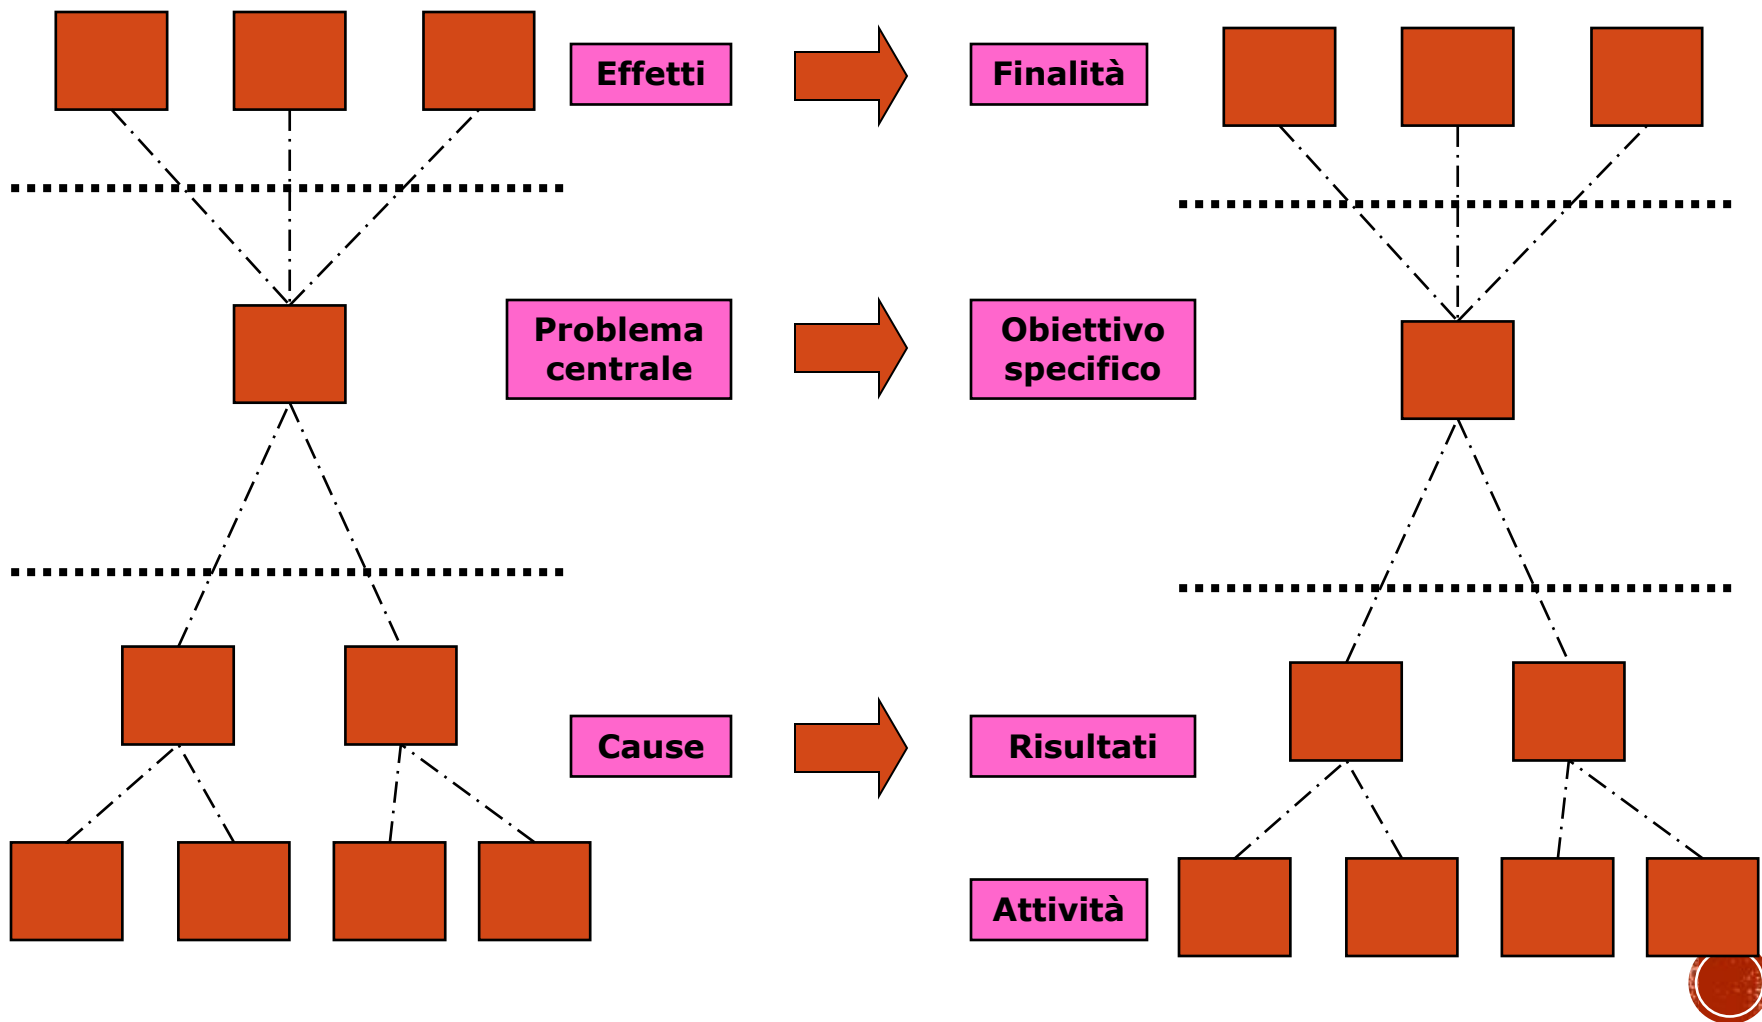 Effetti
Finalità
Problema
centrale
Obiettivo
specifico
Cause
Risultati
Attività